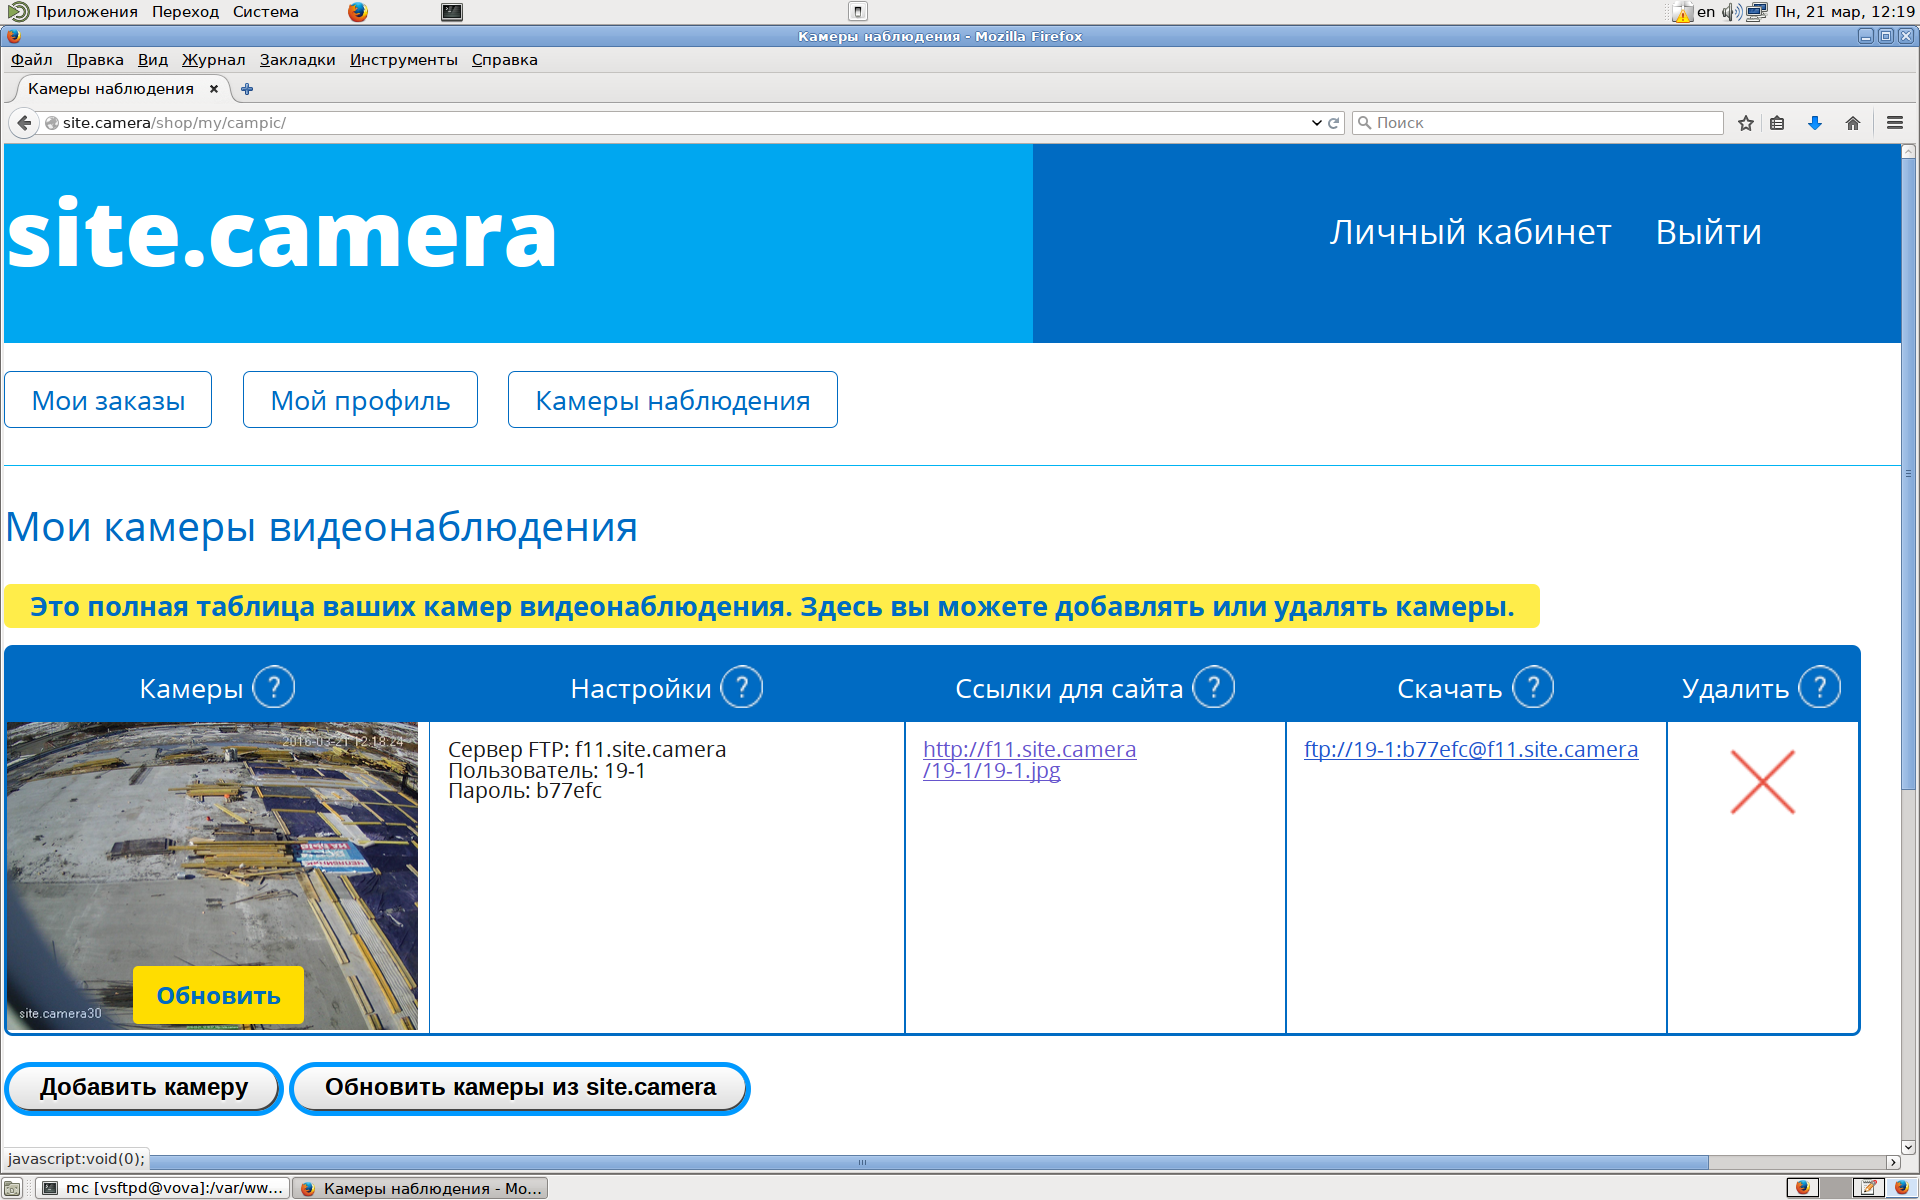 Приложения Переход Система en Пн, 21 мар, 12:19
Камеры наблюдения - Mozilla Firefox
Файл Правка Вид Журнал Закладки Инструменты Справка
Камеры наблюдения
site.camera/shop/my/campic/ Поиск
site.camera
Личный кабинет Выйти
Мои заказы Мой профиль Камеры наблюдения
Мои камеры видеонаблюдения
Это полная таблица ваших камер видеонаблюдения. Здесь вы можете добавлять или удалять камеры.
Камеры ? Настройки ? Ссылки для сайта ? Скачать ? Удалить ?
2016-03-21 12:18:24
Сервер FTP: f11.site.camera
Пользователь: 19-1
Пароль: b77efc
http://f11.site.camera
/19-1/19-1.jpg
ftp://19-1:b77efc@f11.site.camera
Обновить
site.camera30
Добавить камеру Обновить камеры из site.camera
javascript:void(0);
mc [vsftpd@vova]:/var/ww... Камеры наблюдения - Mo...